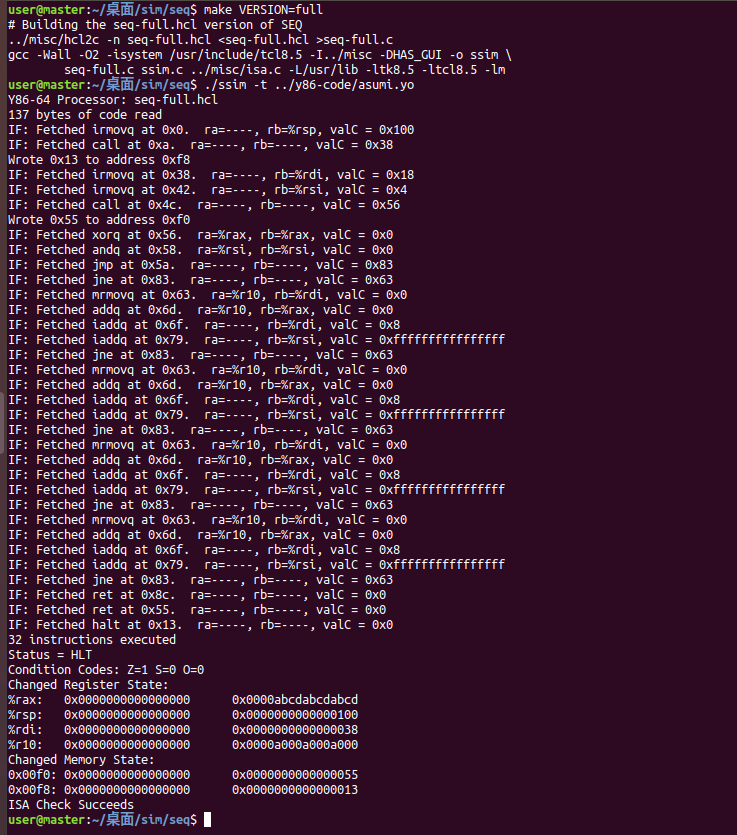 user@master:~/桌面/sim/seq$ make VERSION=full
# Building the seq-full.hcl version of SEQ
../misc/hcl2c -n seq-full.hcl <seq-full.hcl >seq-full.c
gcc -Wall -O2 -isystem /usr/include/tcl8.5 -I../misc -DHAS_GUI -o ssim \
        seq-full.c ssim.c ../misc/isa.c -L/usr/lib -ltk8.5 -ltcl8.5 -lm
user@master:~/桌面/sim/seq$ ./ssim -t ../y86-code/asumi.yo
Y86-64 Processor: seq-full.hcl
137 bytes of code read
IF: Fetched irmovq at 0x0.  ra=----, rb=%rsp, valC = 0x100
IF: Fetched call at 0xa.  ra=----, rb=----, valC = 0x38
Wrote 0x13 to address 0xf8
IF: Fetched irmovq at 0x38.  ra=----, rb=%rdi, valC = 0x18
IF: Fetched irmovq at 0x42.  ra=----, rb=%rsi, valC = 0x4
IF: Fetched call at 0x4c.  ra=----, rb=----, valC = 0x56
Wrote 0x55 to address 0xf0
IF: Fetched xorq at 0x56.  ra=%rax, rb=%rax, valC = 0x0
IF: Fetched andq at 0x58.  ra=%rsi, rb=%rsi, valC = 0x0
IF: Fetched jmp at 0x5a.  ra=----, rb=----, valC = 0x83
IF: Fetched jne at 0x83.  ra=----, rb=----, valC = 0x63
IF: Fetched mrmovq at 0x63.  ra=%r10, rb=%rdi, valC = 0x0
IF: Fetched addq at 0x6d.  ra=%r10, rb=%rax, valC = 0x0
IF: Fetched iaddq at 0x6f.  ra=----, rb=%rdi, valC = 0x8
IF: Fetched iaddq at 0x79.  ra=----, rb=%rsi, valC = 0xffffffffffffffff
IF: Fetched jne at 0x83.  ra=----, rb=----, valC = 0x63
IF: Fetched mrmovq at 0x63.  ra=%r10, rb=%rdi, valC = 0x0
IF: Fetched addq at 0x6d.  ra=%r10, rb=%rax, valC = 0x0
IF: Fetched iaddq at 0x6f.  ra=----, rb=%rdi, valC = 0x8
IF: Fetched iaddq at 0x79.  ra=----, rb=%rsi, valC = 0xffffffffffffffff
IF: Fetched jne at 0x83.  ra=----, rb=----, valC = 0x63
IF: Fetched mrmovq at 0x63.  ra=%r10, rb=%rdi, valC = 0x0
IF: Fetched addq at 0x6d.  ra=%r10, rb=%rax, valC = 0x0
IF: Fetched iaddq at 0x6f.  ra=----, rb=%rdi, valC = 0x8
IF: Fetched iaddq at 0x79.  ra=----, rb=%rsi, valC = 0xffffffffffffffff
IF: Fetched jne at 0x83.  ra=----, rb=----, valC = 0x63
IF: Fetched mrmovq at 0x63.  ra=%r10, rb=%rdi, valC = 0x0
IF: Fetched addq at 0x6d.  ra=%r10, rb=%rax, valC = 0x0
IF: Fetched iaddq at 0x6f.  ra=----, rb=%rdi, valC = 0x8
IF: Fetched iaddq at 0x79.  ra=----, rb=%rsi, valC = 0xffffffffffffffff
IF: Fetched jne at 0x83.  ra=----, rb=----, valC = 0x63
IF: Fetched ret at 0x8c.  ra=----, rb=----, valC = 0x0
IF: Fetched ret at 0x55.  ra=----, rb=----, valC = 0x0
IF: Fetched halt at 0x13.  ra=----, rb=----, valC = 0x0
32 instructions executed
Status = HLT
Condition Codes: Z=1 S=0 O=0
Changed Register State:
%rax:   0x0000000000000000      0x0000abcdabcdabcd
%rsp:   0x0000000000000000      0x0000000000000100
%rdi:   0x0000000000000000      0x0000000000000038
%r10:   0x0000000000000000      0x0000a000a000a000
Changed Memory State:
0x00f0: 0x0000000000000000      0x0000000000000055
0x00f8: 0x0000000000000000      0x0000000000000013
ISA Check Succeeds
user@master:~/桌面/sim/seq$